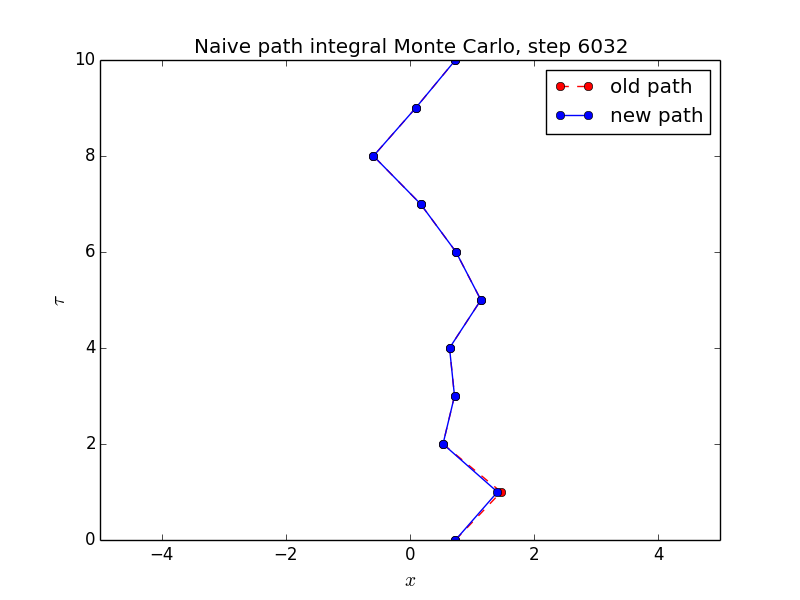 Naive path integral Monte Carlo, step 6032
old path
new path
10
8
6
4
2
0
τ
−4 −2 0 2 4
x